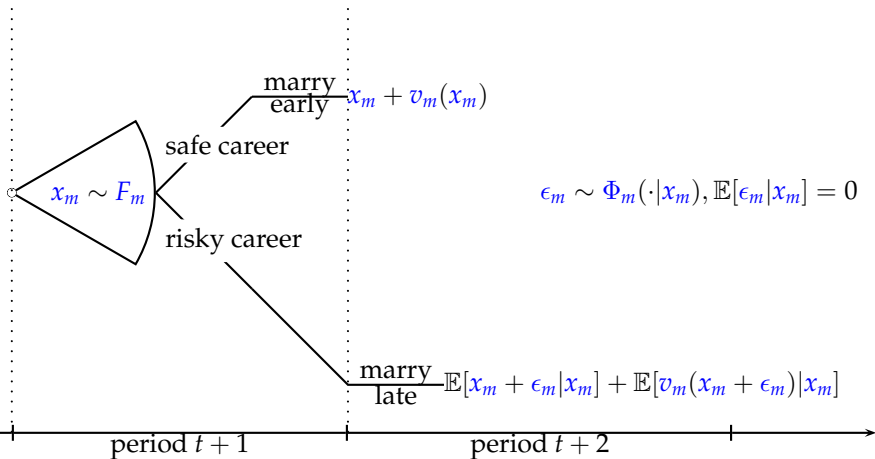 marry
early
x_m + v_m(x_m)
safe career
x_m ∼ F_m
ϵ_m ∼ Φ_m(·|x_m), 𝔼[ϵ_m|x_m] = 0
risky career
marry
late
𝔼[x_m + ϵ_m|x_m] + 𝔼[v_m(x_m + ϵ_m)|x_m]
period t + 1
period t + 2